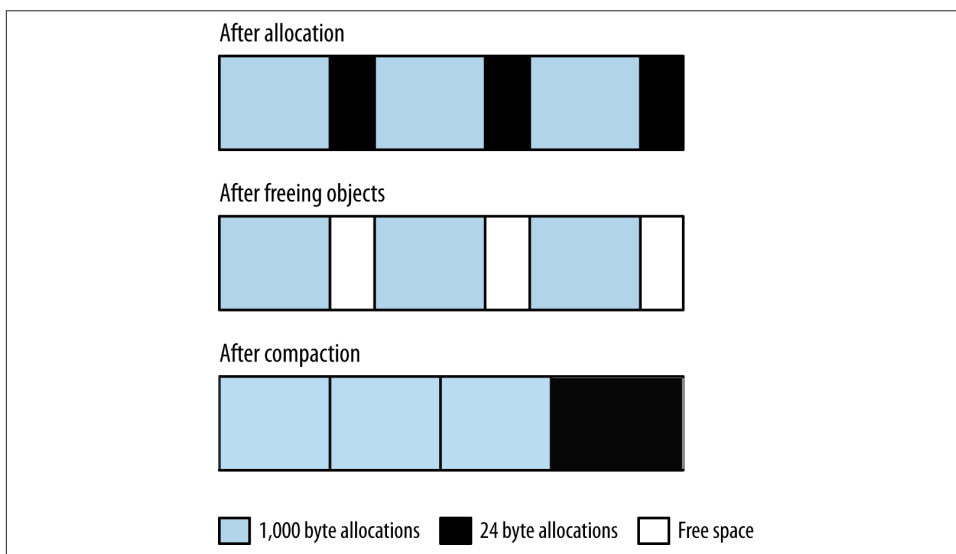 After allocation
After freeing objects
After compaction
1,000 byte allocations 24 byte allocations Free space